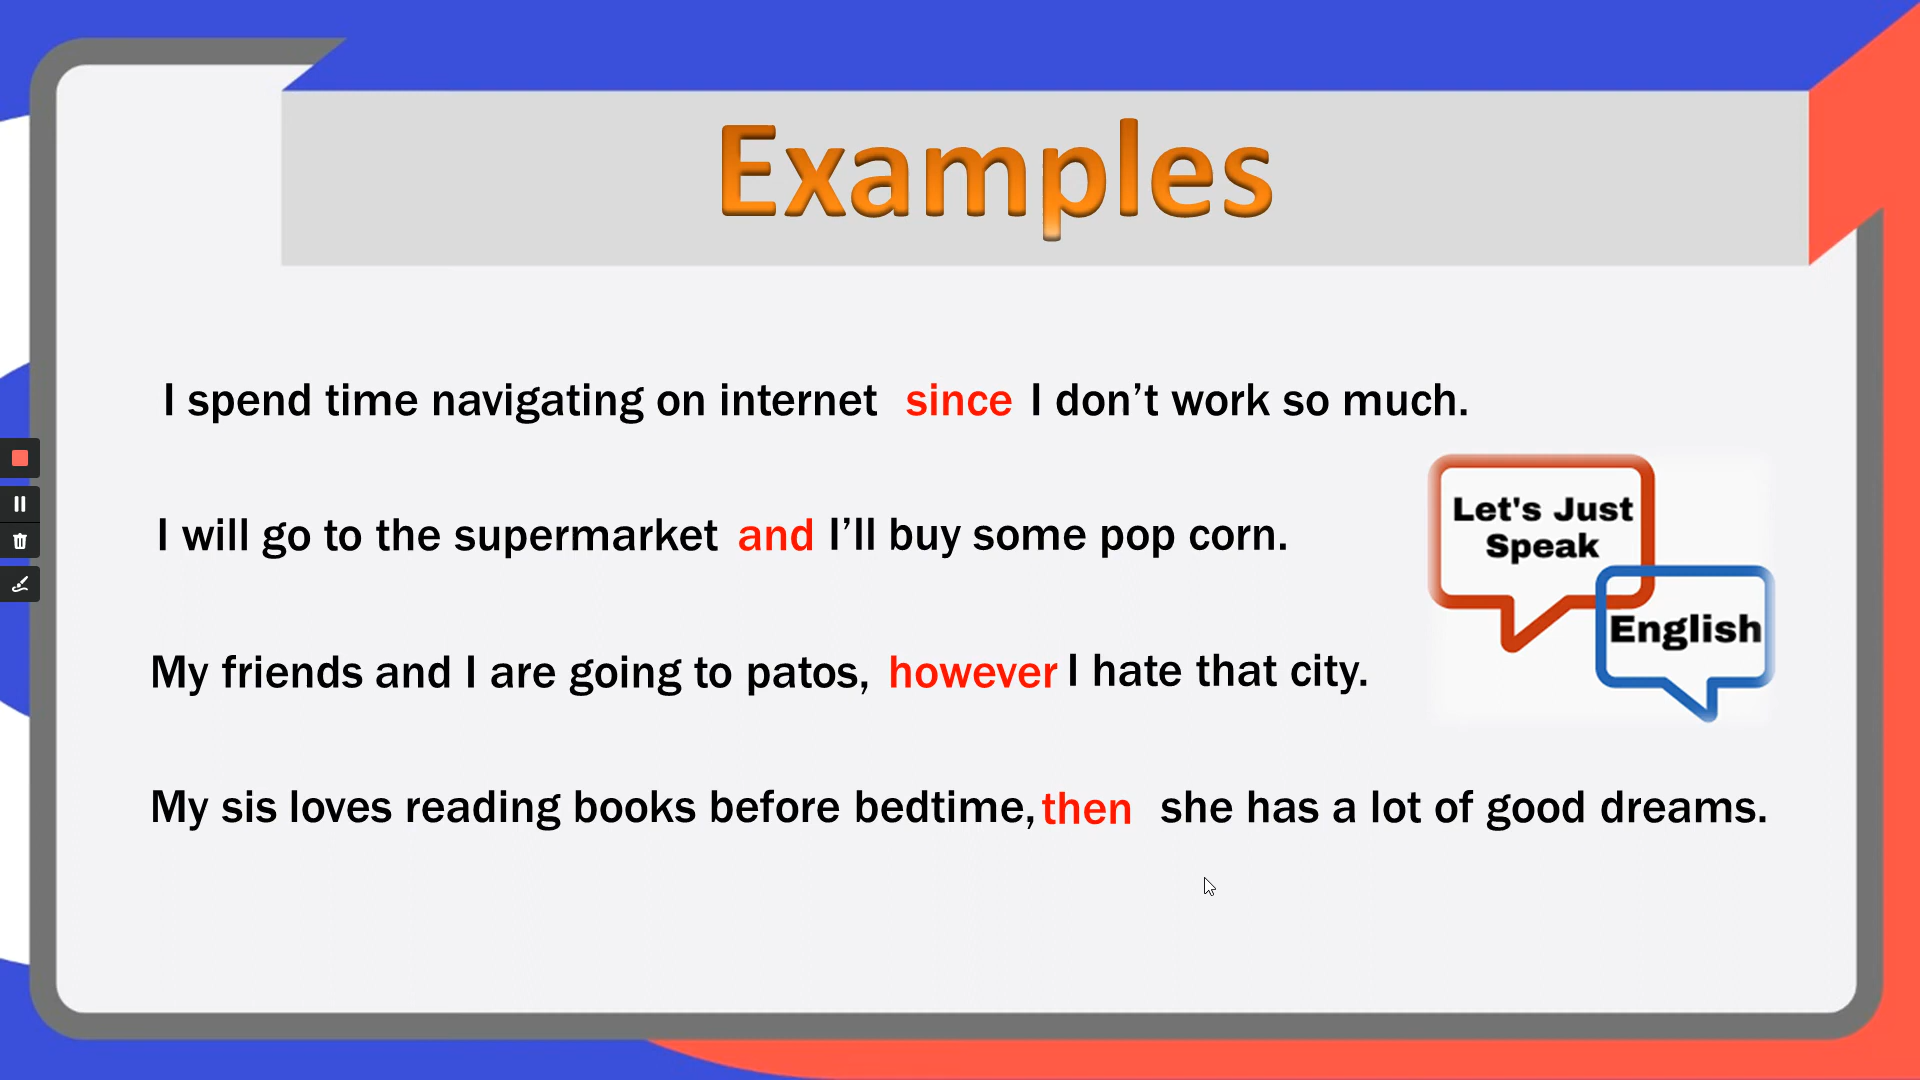 Examples
I spend time navigating on internet since I don’t work so much.
I will go to the supermarket and I’ll buy some pop corn.
Let's Just
Speak
English
My friends and I are going to patos, however I hate that city.
My sis loves reading books before bedtime, then she has a lot of good dreams.